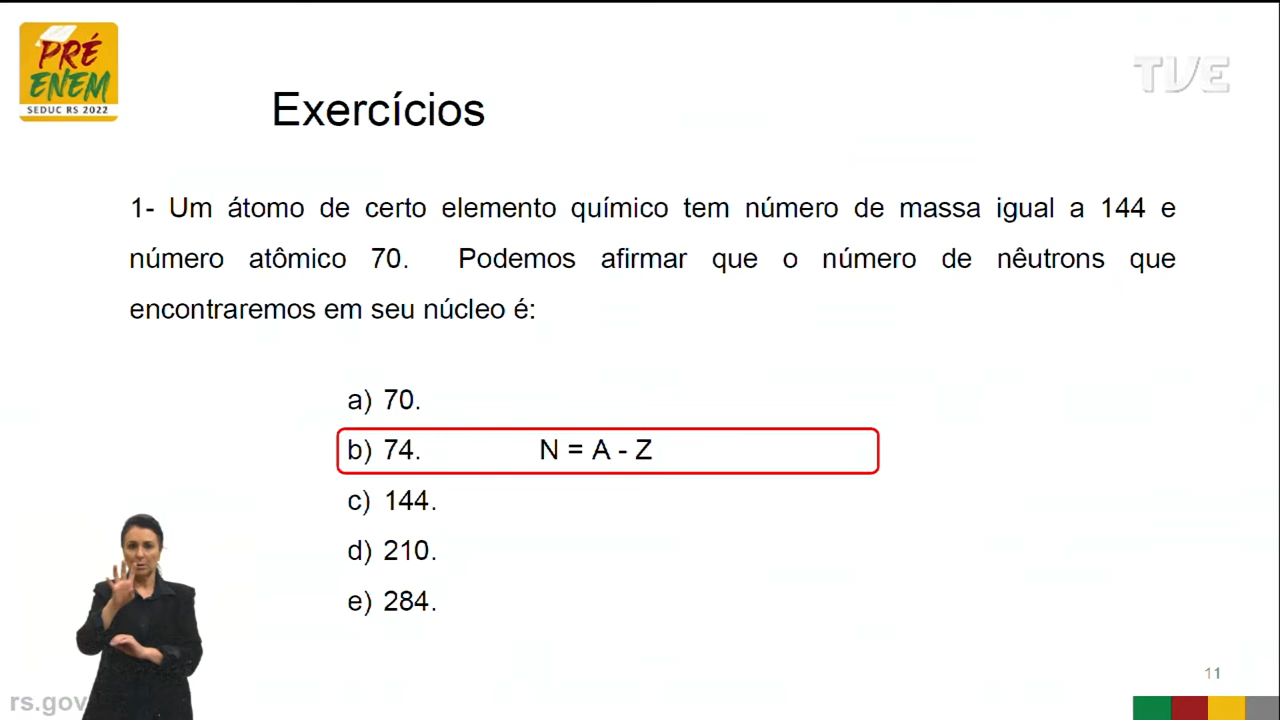 PRÉ
ENEM
SEDUC RS 2022
TVE
Exercícios
1- Um átomo de certo elemento químico tem número de massa igual a 144 e
número atômico 70. Podemos afirmar que o número de nêutrons que
encontraremos em seu núcleo é:
a) 70.
b) 74. N = A - Z
c) 144.
d) 210.
e) 284.
11
rs.gov